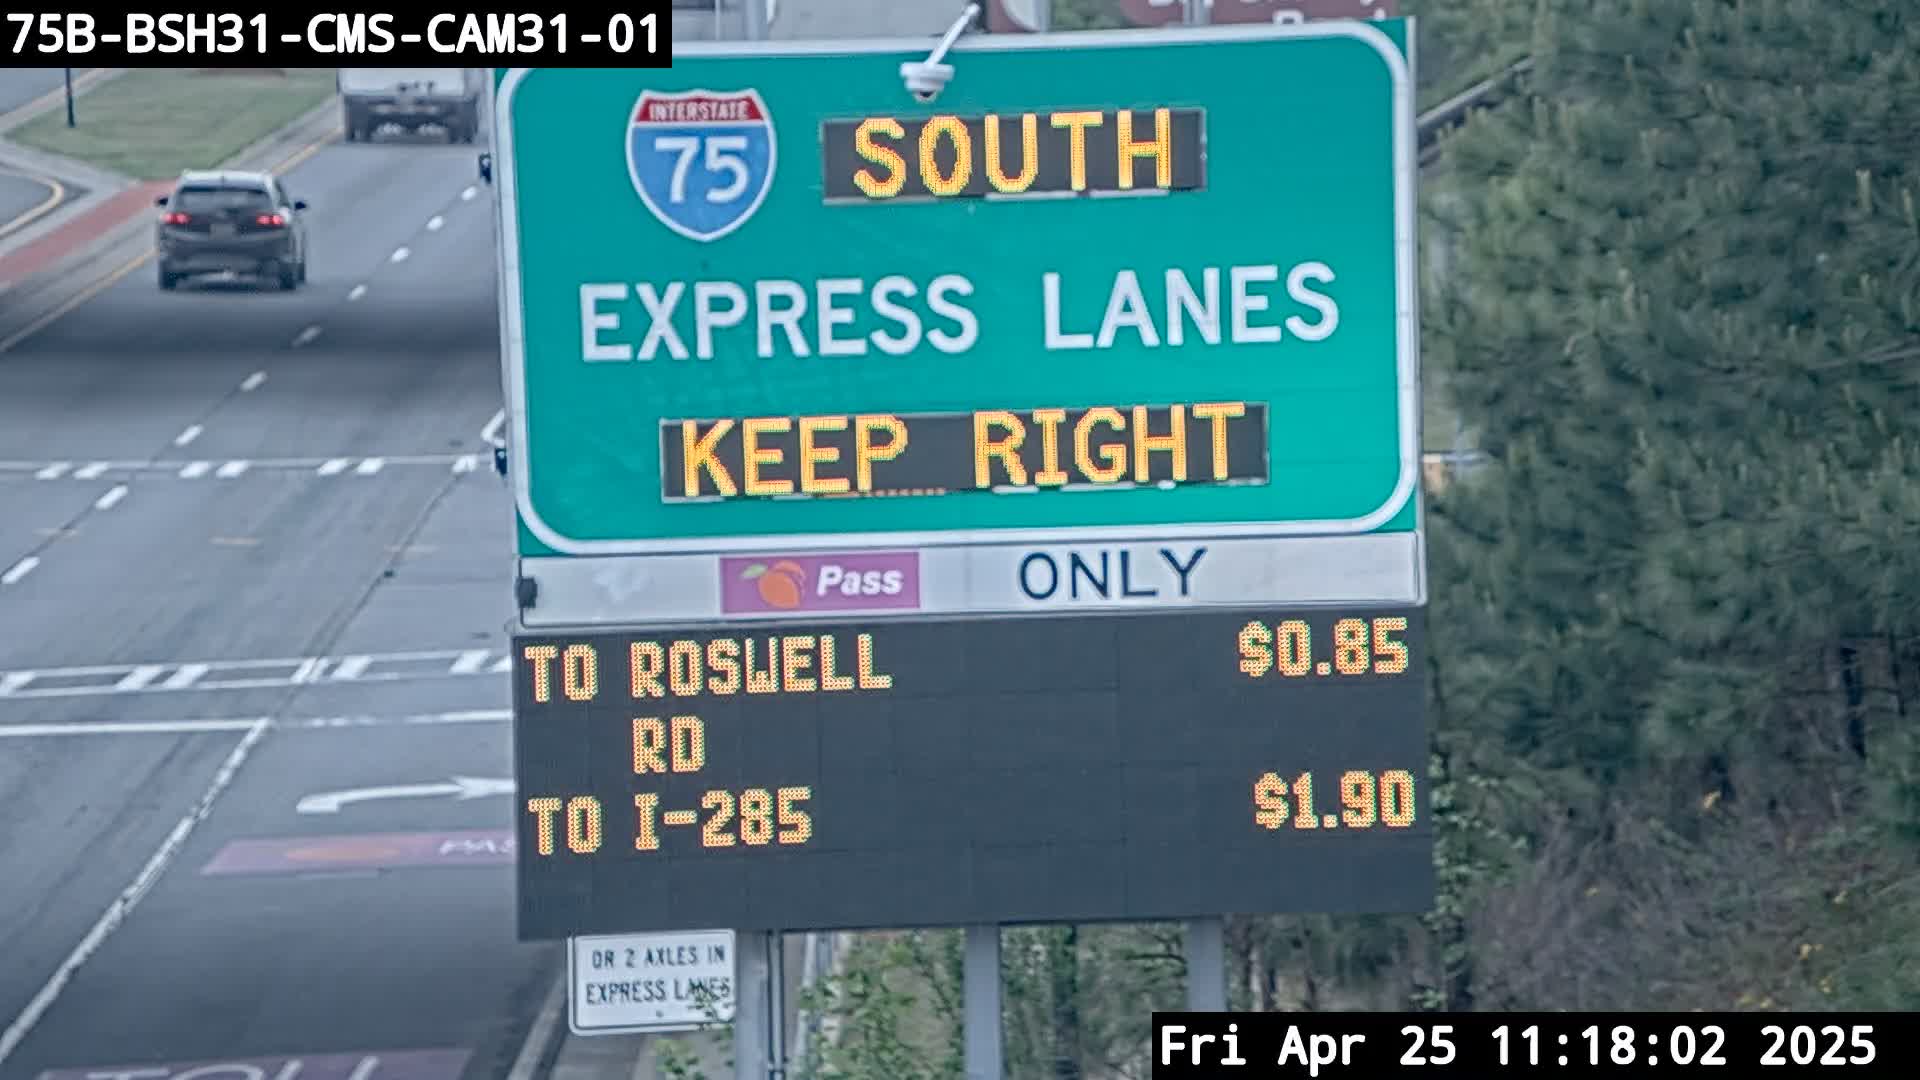 75B-BSH31-CMS-CAM31-01
INTERSTATE
75
SOUTH
EXPRESS LANES
KEEP RIGHT
Pass ONLY
TO ROSWELL $0.85
RD
TO I-285 $1.90
OR 2 AXLES IN
EXPRESS LANES
TOLL
Fri Apr 25 11:18:02 2025